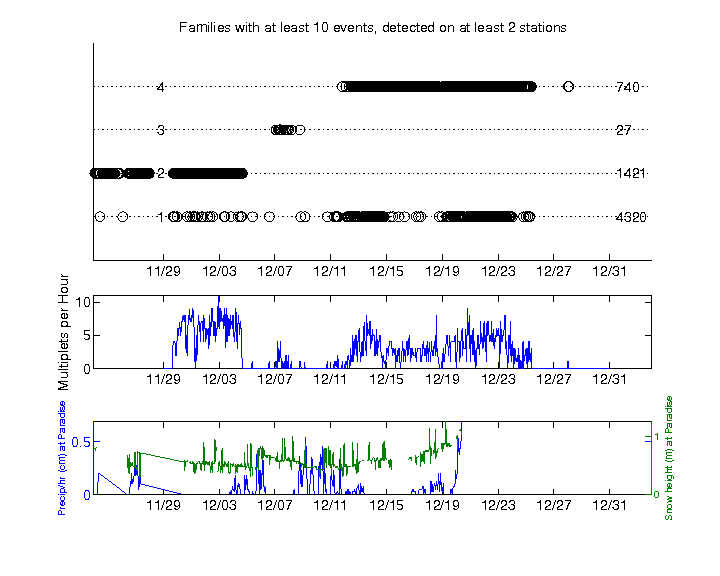 Families with at least 10 events, detected on at least 2 stations
4 740
3 27
2 1421
1 4320
11/29 12/03 12/07 12/11 12/15 12/19 12/23 12/27 12/31
Multiplets per Hour
10
5
0
11/29 12/03 12/07 12/11 12/15 12/19 12/23 12/27 12/31
Precip/hr (cm) at Paradise
0.5
0
1
0
Snow height (m) at Paradise
11/29 12/03 12/07 12/11 12/15 12/19 12/23 12/27 12/31